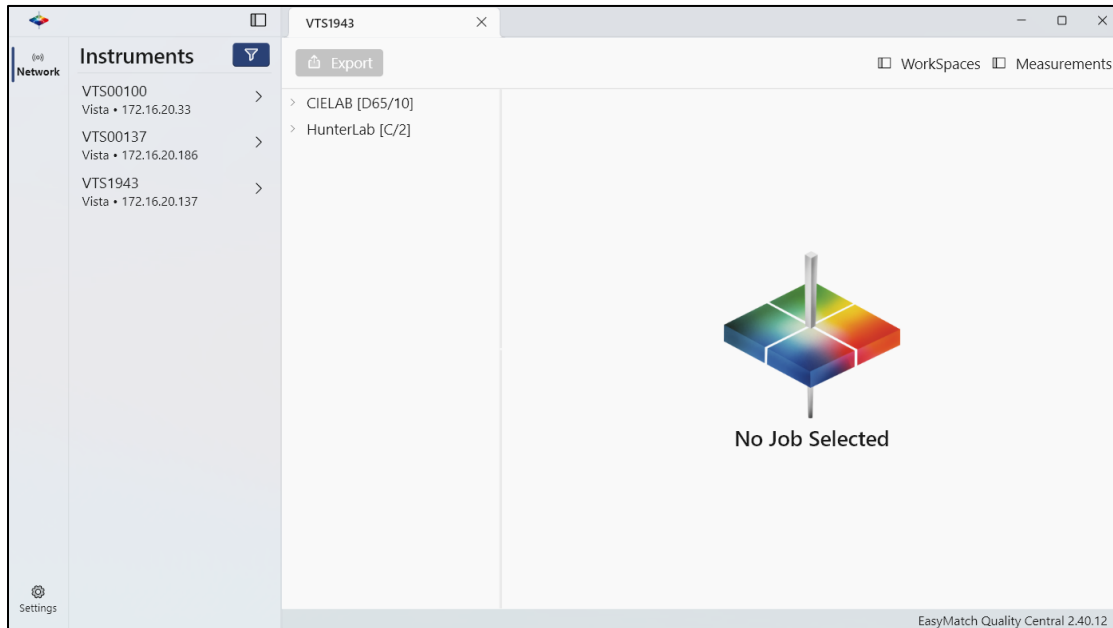 VTS1943
Network
Instruments
Export
WorkSpaces
Measurements
VTS00100
Vista • 172.16.20.33
VTS00137
Vista • 172.16.20.186
VTS1943
Vista • 172.16.20.137
CIELAB [D65/10]
HunterLab [C/2]
No Job Selected
Settings
EasyMatch Quality Central 2.40.12